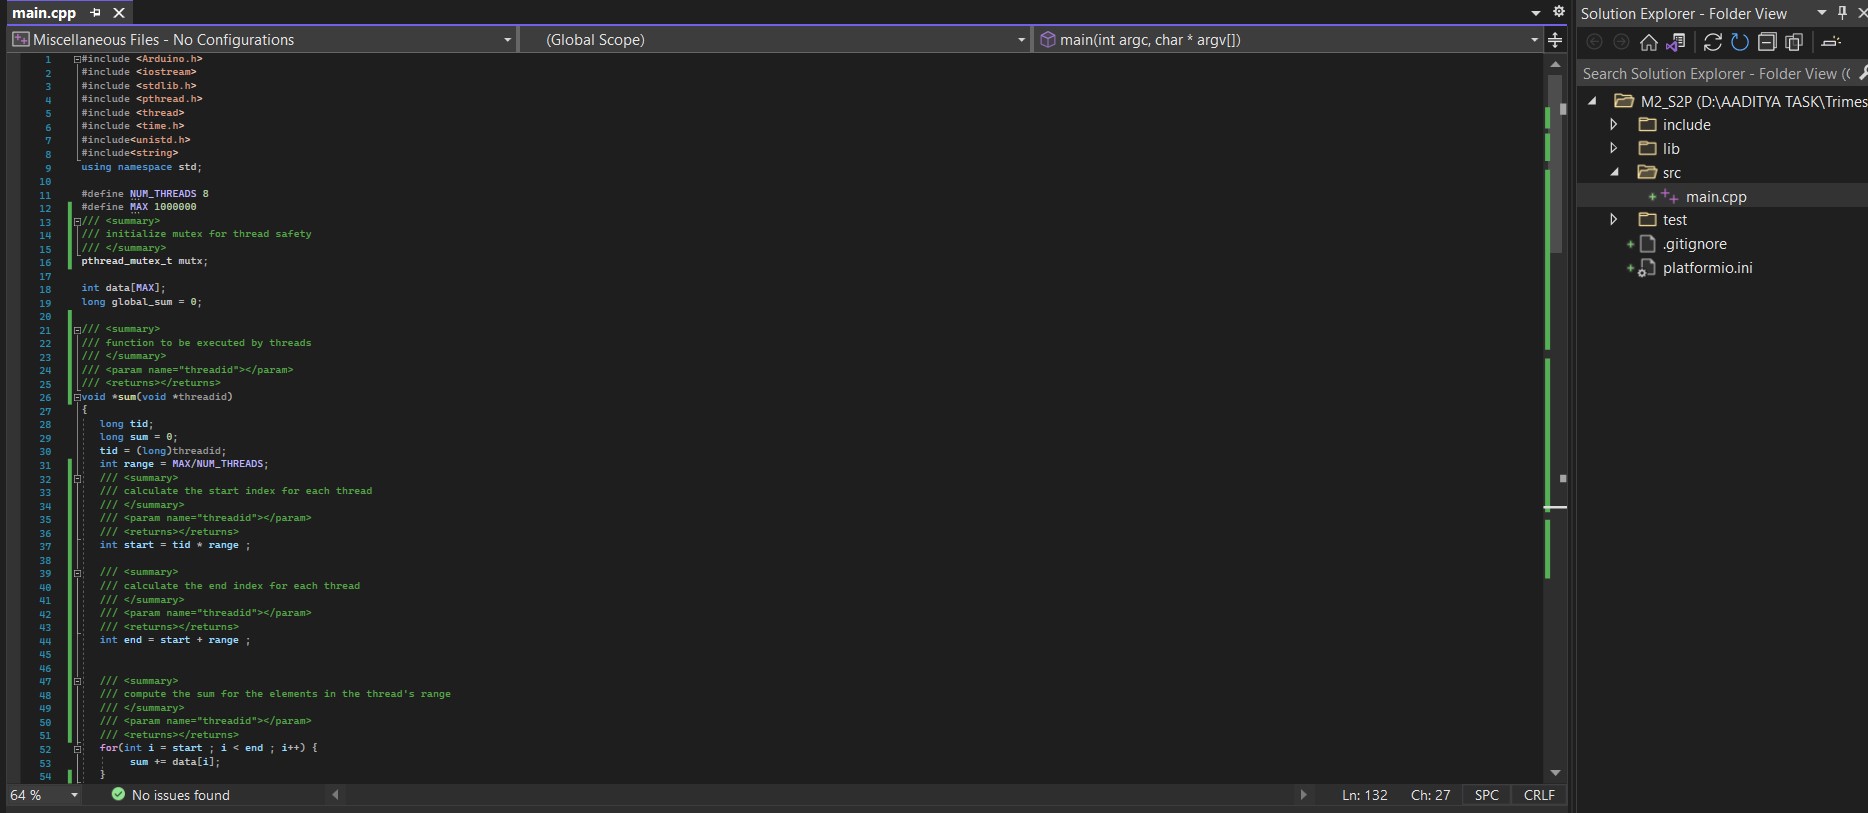 main.cpp
Miscellaneous Files - No Configurations
(Global Scope)
main(int argc, char * argv[])
1 #include <Arduino.h>
2 #include <iostream>
3 #include <stdlib.h>
4 #include <pthread.h>
5 #include <thread>
6 #include <time.h>
7 #include<unistd.h>
8 #include<string>
9 using namespace std;
10
11 #define NUM_THREADS 8
12 #define MAX 1000000
13 /// <summary>
14 /// initialize mutex for thread safety
15 /// </summary>
16 pthread_mutex_t mutx;
17
18 int data[MAX];
19 long global_sum = 0;
20
21 /// <summary>
22 /// function to be executed by threads
23 /// </summary>
24 /// <param name="threadid"></param>
25 /// <returns></returns>
26 void *sum(void *threadid)
27 {
28 long tid;
29 long sum = 0;
30 tid = (long)threadid;
31 int range = MAX/NUM_THREADS;
32 /// <summary>
33 /// calculate the start index for each thread
34 /// </summary>
35 /// <param name="threadid"></param>
36 /// <returns></returns>
37 int start = tid * range ;
38
39 /// <summary>
40 /// calculate the end index for each thread
41 /// </summary>
42 /// <param name="threadid"></param>
43 /// <returns></returns>
44 int end = start + range ;
45
46
47 /// <summary>
48 /// compute the sum for the elements in the thread's range
49 /// </summary>
50 /// <param name="threadid"></param>
51 /// <returns></returns>
52 for(int i = start ; i < end ; i++) {
53 sum += data[i];
54 }
64 %
No issues found
Ln: 132 Ch: 27 SPC CRLF
Solution Explorer - Folder View
Search Solution Explorer - Folder View (
M2_S2P (D:\AADITYA TASK\Trimes
include
lib
src
main.cpp
test
.gitignore
platformio.ini